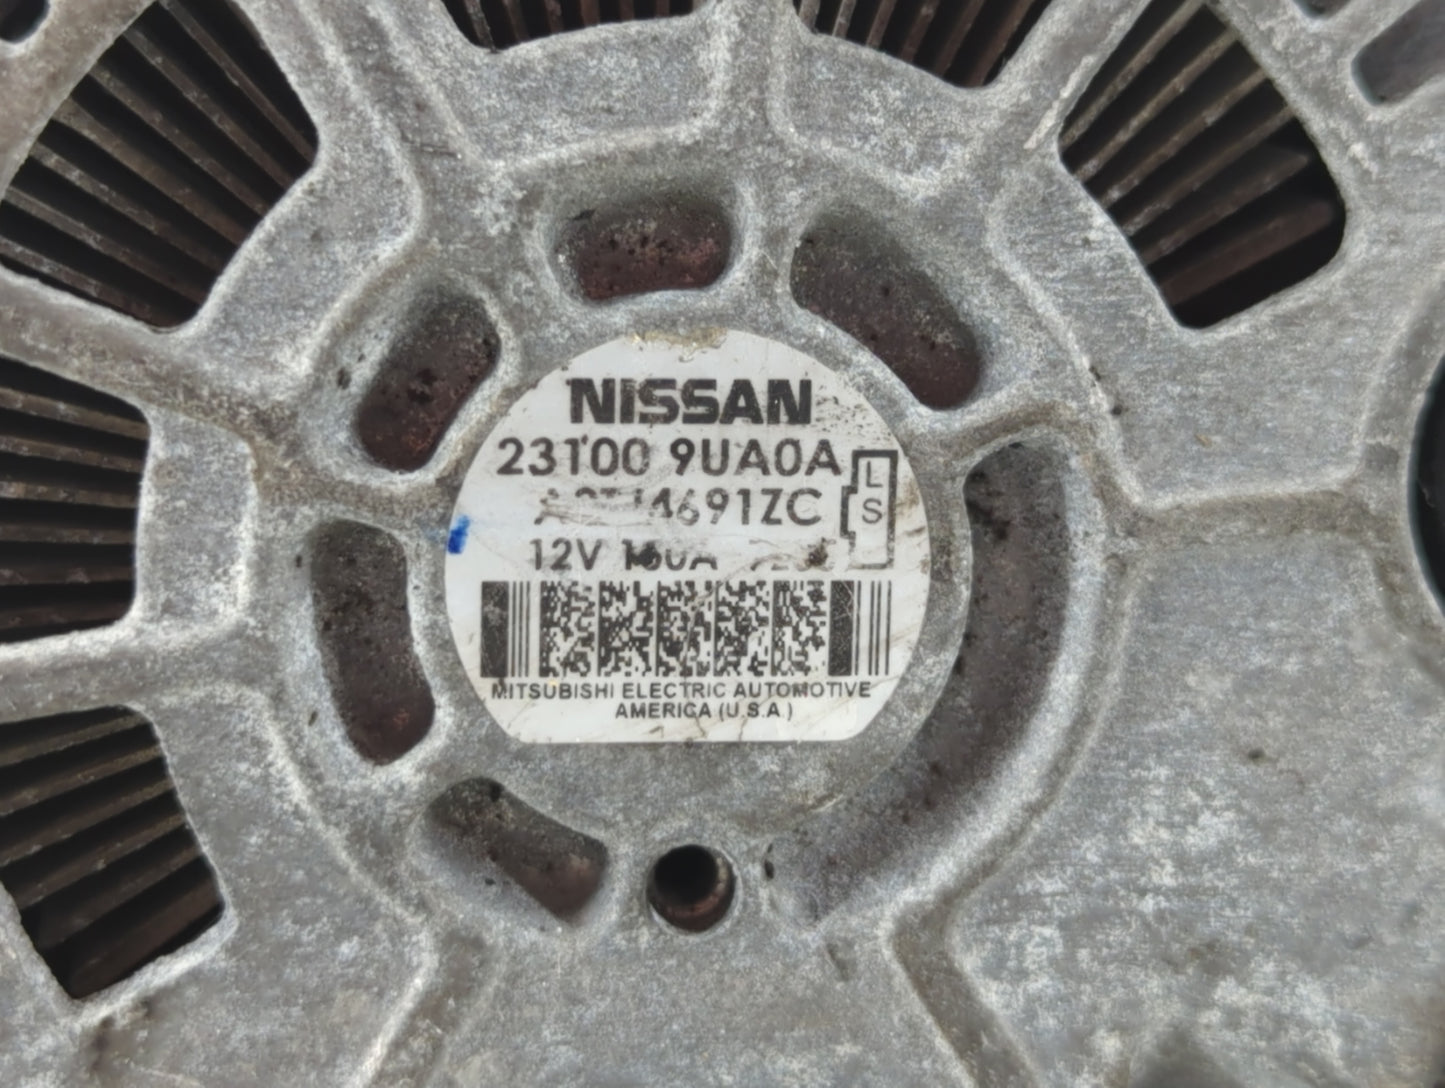 NISSAN
23100 9UA0A
L
S
12V
MITSUBISHI ELECTRIC AUTOMOTIVE
AMERICA (U.S.A)